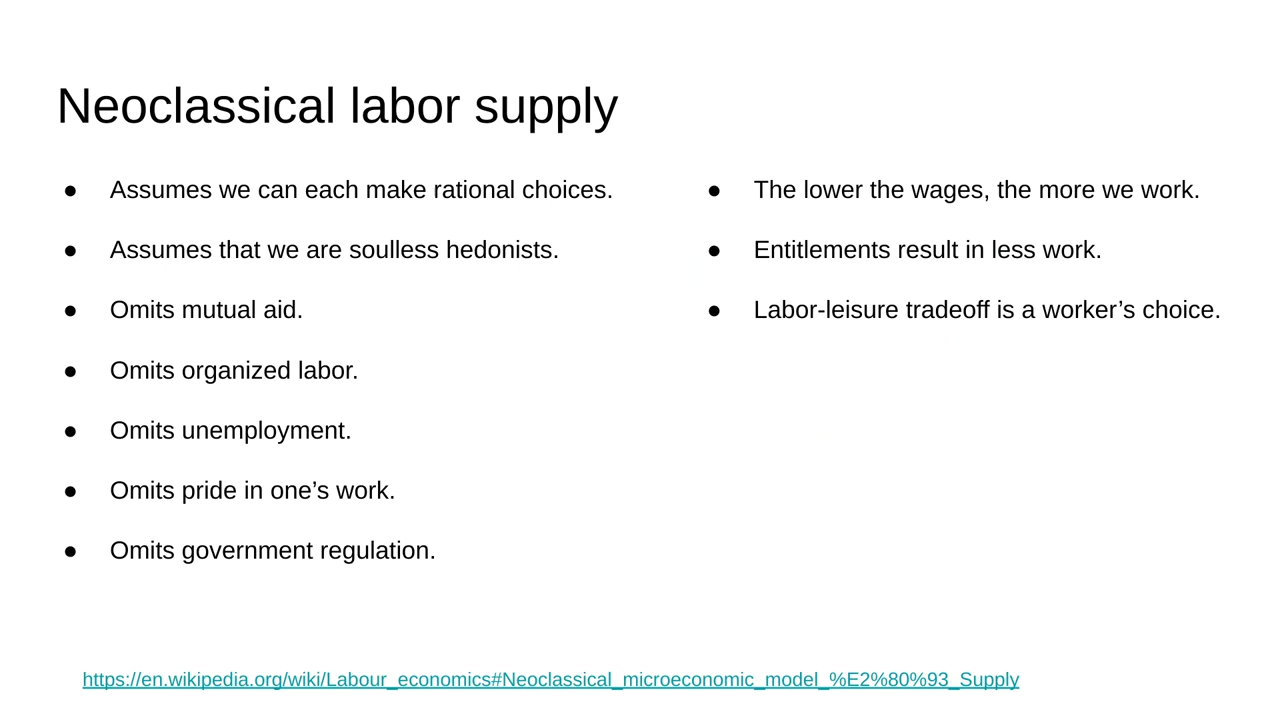 Neoclassical labor supply
● Assumes we can each make rational choices.
● Assumes that we are soulless hedonists.
● Omits mutual aid.
● Omits organized labor.
● Omits unemployment.
● Omits pride in one’s work.
● Omits government regulation.
● The lower the wages, the more we work.
● Entitlements result in less work.
● Labor-leisure tradeoff is a worker’s choice.
https://en.wikipedia.org/wiki/Labour_economics#Neoclassical_microeconomic_model_%E2%80%93_Supply